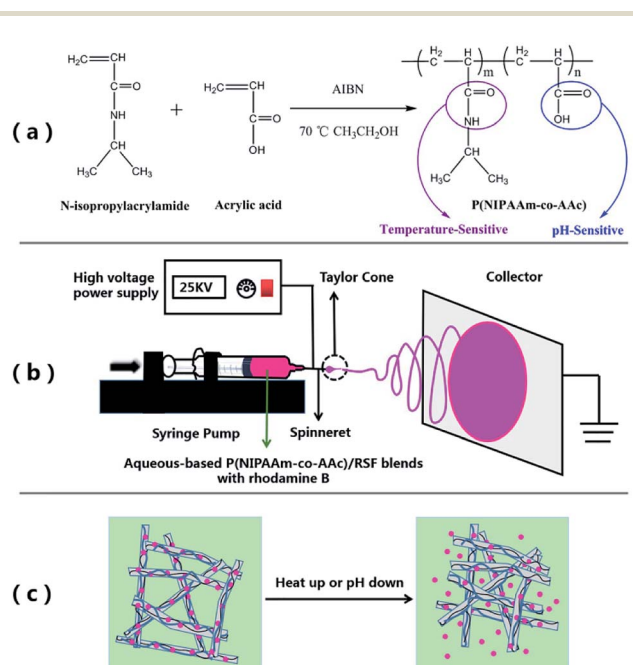 (a)
H₂C=CH
C=O
NH
CH
H₃C CH₃
N-isopropylacrylamide
+
H₂C=CH
C=O
OH
Acrylic acid
AIBN
70 ℃ CH₃CH₂OH
H₂ H H₂ H
C C m C C n
C=O C=O
NH OH
CH
H₃C CH₃
P(NIPAAm-co-AAc)
Temperature-Sensitive pH-Sensitive
(b)
High voltage
power supply
25KV
Taylor Cone
Collector
Syringe Pump
Spinneret
Aqueous-based P(NIPAAm-co-AAc)/RSF blends
with rhodamine B
(c)
Heat up or pH down